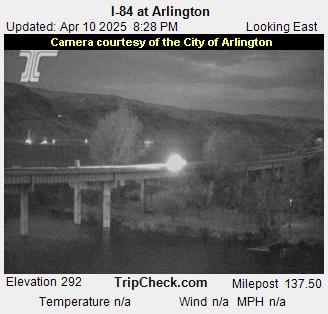 I-84 at Arlington
Updated: Apr 10 2025 8:28 PM Looking East
Camera courtesy of the City of Arlington
Elevation 292 TripCheck.com Milepost 137.50
Temperature n/a Wind n/a MPH n/a